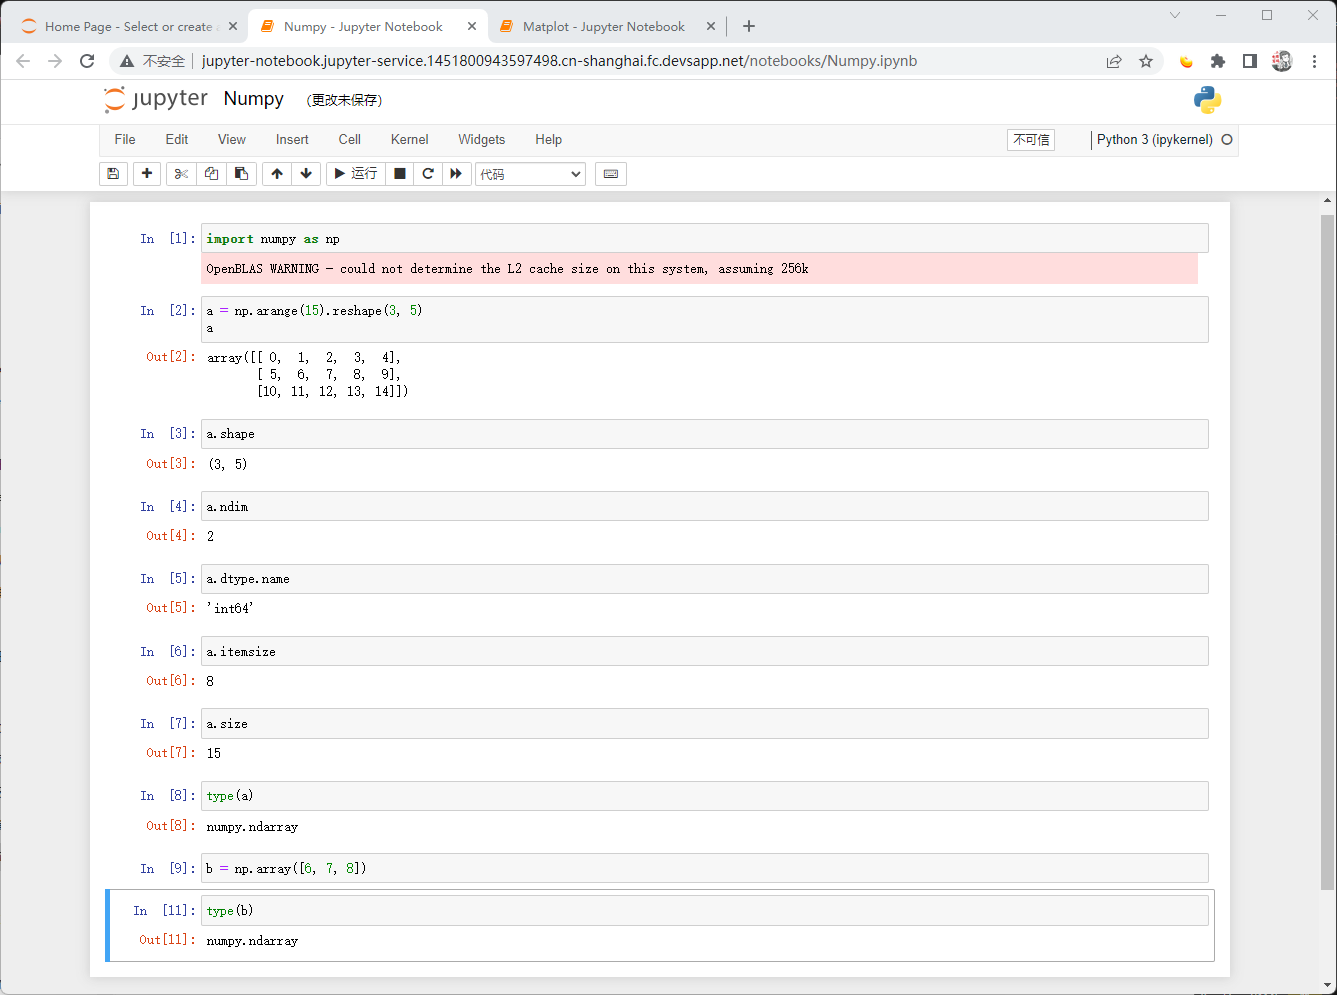 Home Page - Select or create a
Numpy - Jupyter Notebook
Matplot - Jupyter Notebook
不安全
jupyter-notebook.jupyter-service.1451800943597498.cn-shanghai.fc.devsapp.net/notebooks/Numpy.ipynb
jupyter Numpy (更改未保存)
File Edit View Insert Cell Kernel Widgets Help
不可信
Python 3 (ipykernel)
运行
代码
In [1]: import numpy as np
OpenBLAS WARNING - could not determine the L2 cache size on this system, assuming 256k
In [2]: a = np.arange(15).reshape(3, 5)
a
Out[2]: array([[ 0, 1, 2, 3, 4],
[ 5, 6, 7, 8, 9],
[10, 11, 12, 13, 14]])
In [3]: a.shape
Out[3]: (3, 5)
In [4]: a.ndim
Out[4]: 2
In [5]: a.dtype.name
Out[5]: 'int64'
In [6]: a.itemsize
Out[6]: 8
In [7]: a.size
Out[7]: 15
In [8]: type(a)
Out[8]: numpy.ndarray
In [9]: b = np.array([6, 7, 8])
In [11]: type(b)
Out[11]: numpy.ndarray